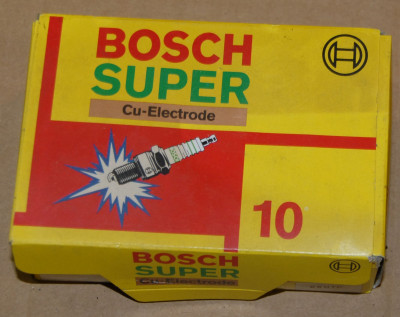 BOSCH
SUPER
Cu-Electrode
10
BOSCH
SUPER
Cu-Electrode